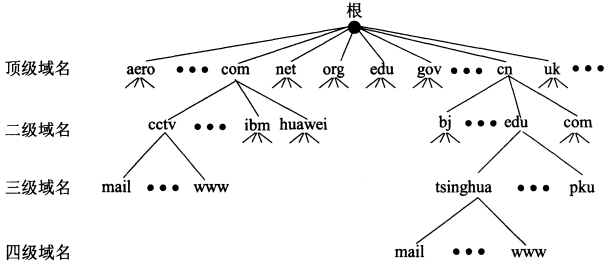 根
顶级域名 aero ••• com net org edu gov ••• cn uk •••
二级域名 cctv ••• ibm huawei bj ••• edu com
三级域名 mail ••• www tsinghua ••• pku
四级域名 mail ••• www